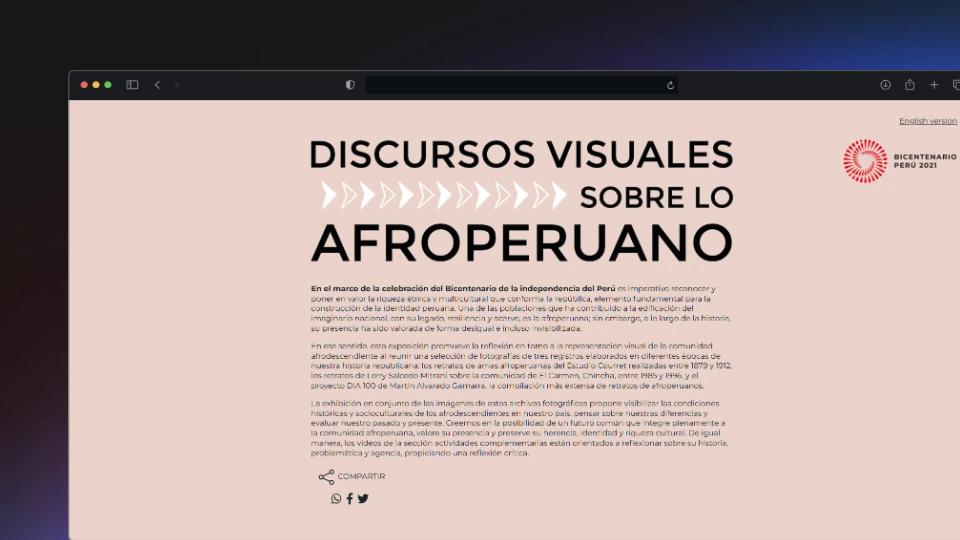 English version
BICENTENARIO
PERÚ 2021
DISCURSOS VISUALES
SOBRE LO
AFROPERUANO
En el marco de la celebración del Bicentenario de la independencia del Perú es imperativo reconocer y
poner en valor la riqueza étnica y multicultural que conforma la república, elemento fundamental para la
construcción de la identidad peruana. Una de las poblaciones que ha contribuido a la edificación del
imaginario nacional, con su legado, resiliencia y acervo, es la afroperuana; sin embargo, a lo largo de la historia,
su presencia ha sido valorada de forma desigual e incluso invisibilizada.
En ese sentido, esta exposición promueve la reflexión en torno a la representación visual de la comunidad
afrodescendiente al reunir una selección de fotografías de tres registros elaborados en diferentes épocas de
nuestra historia republicana: los retratos de amas afroperuanas del Estudio Courret realizadas entre 1879 y 1912,
los retratos de Lorry Salcedo Mitrani sobre la comunidad de El Carmen, Chincha, entre 1985 y 1996, y el
proyecto DIA 100 de Martín Alvarado Gamarra, la compilación más extensa de retratos de afroperuanos.
La exhibición en conjunto de las imágenes de estos archivos fotográficos propone visibilizar las condiciones
históricas y socioculturales de los afrodescendientes en nuestro país, pensar sobre nuestras diferencias y
evaluar nuestro pasado y presente. Creemos en la posibilidad de un futuro común que integre plenamente a
la comunidad afroperuana, valore su presencia y preserve su herencia, identidad y riqueza cultural. De igual
manera, los videos de la sección actividades complementarias están orientados a reflexionar sobre su historia,
problemática y agencia, propiciando una reflexión crítica.
COMPARTIR